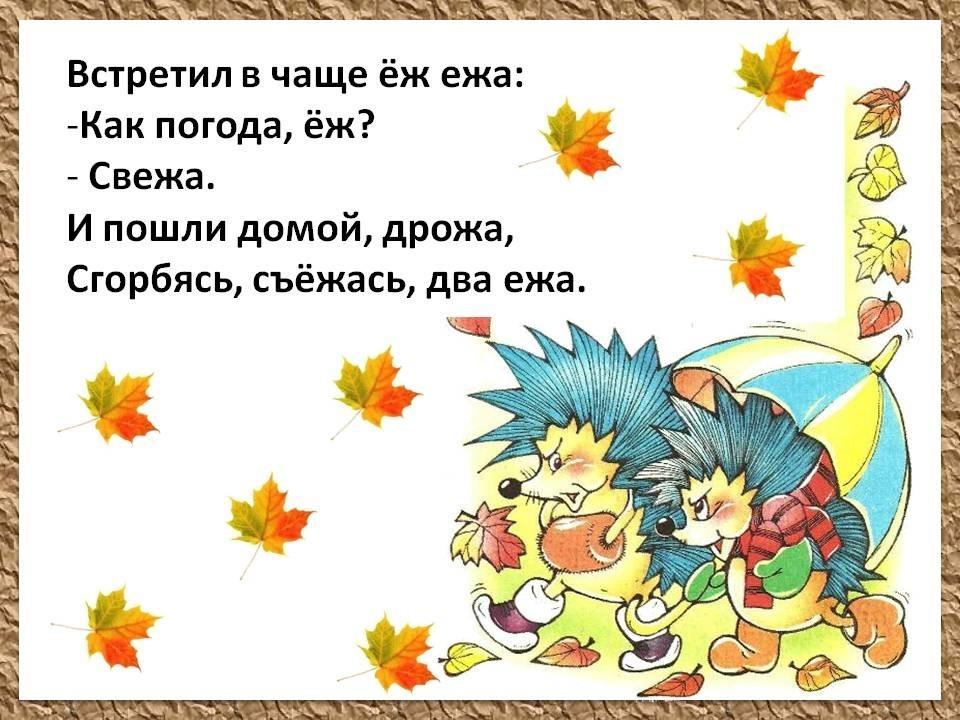 Встретил в чаще ёж ежа:
-Как погода, ёж?
- Свежа.
И пошли домой, дрожа,
Сгорбясь, съёжась, два ежа.